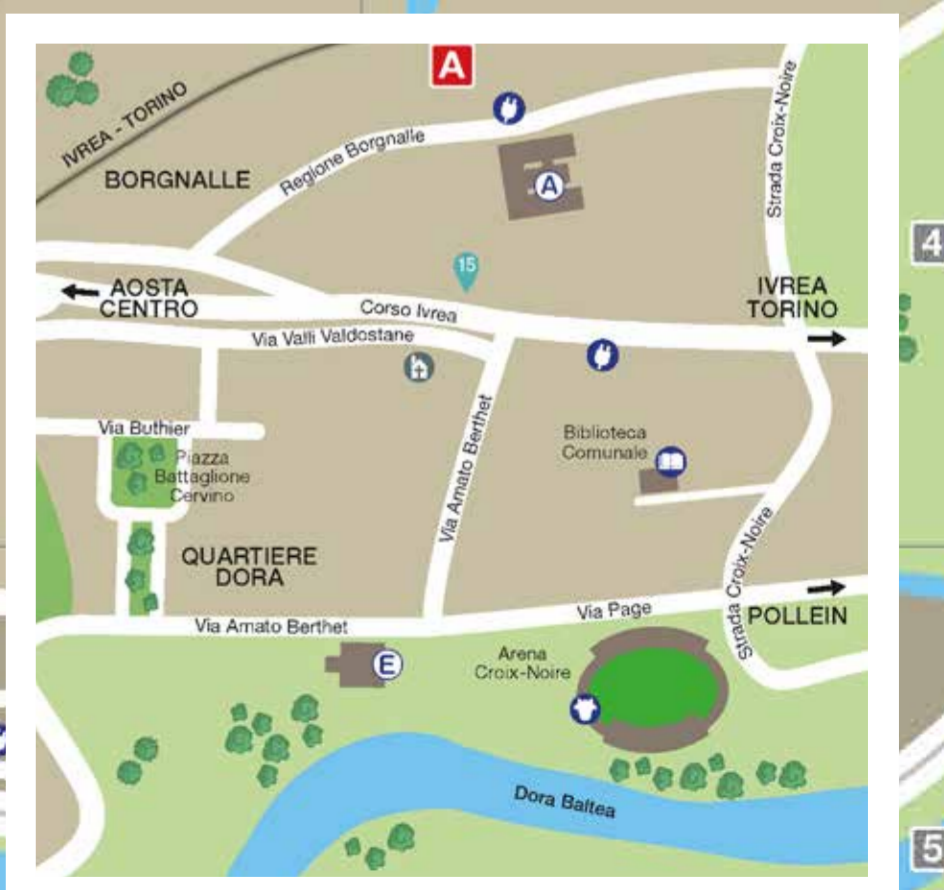 A
IVREA - TORINO
BORGNALLE
Regione Borgnalle
Strada Croix-Noire
A
4
15
AOSTA
CENTRO
IVREA
TORINO
Corso Ivrea
Via Valli Valdostane
Via Buthier
Via Amato Berthet
Biblioteca
Comunale
Piazza
Battaglione
Cervino
QUARTIERE
DORA
Strada Croix-Noire
Via Page
POLLEIN
Via Amato Berthet
Arena
Croix-Noire
E
Dora Baltea
5